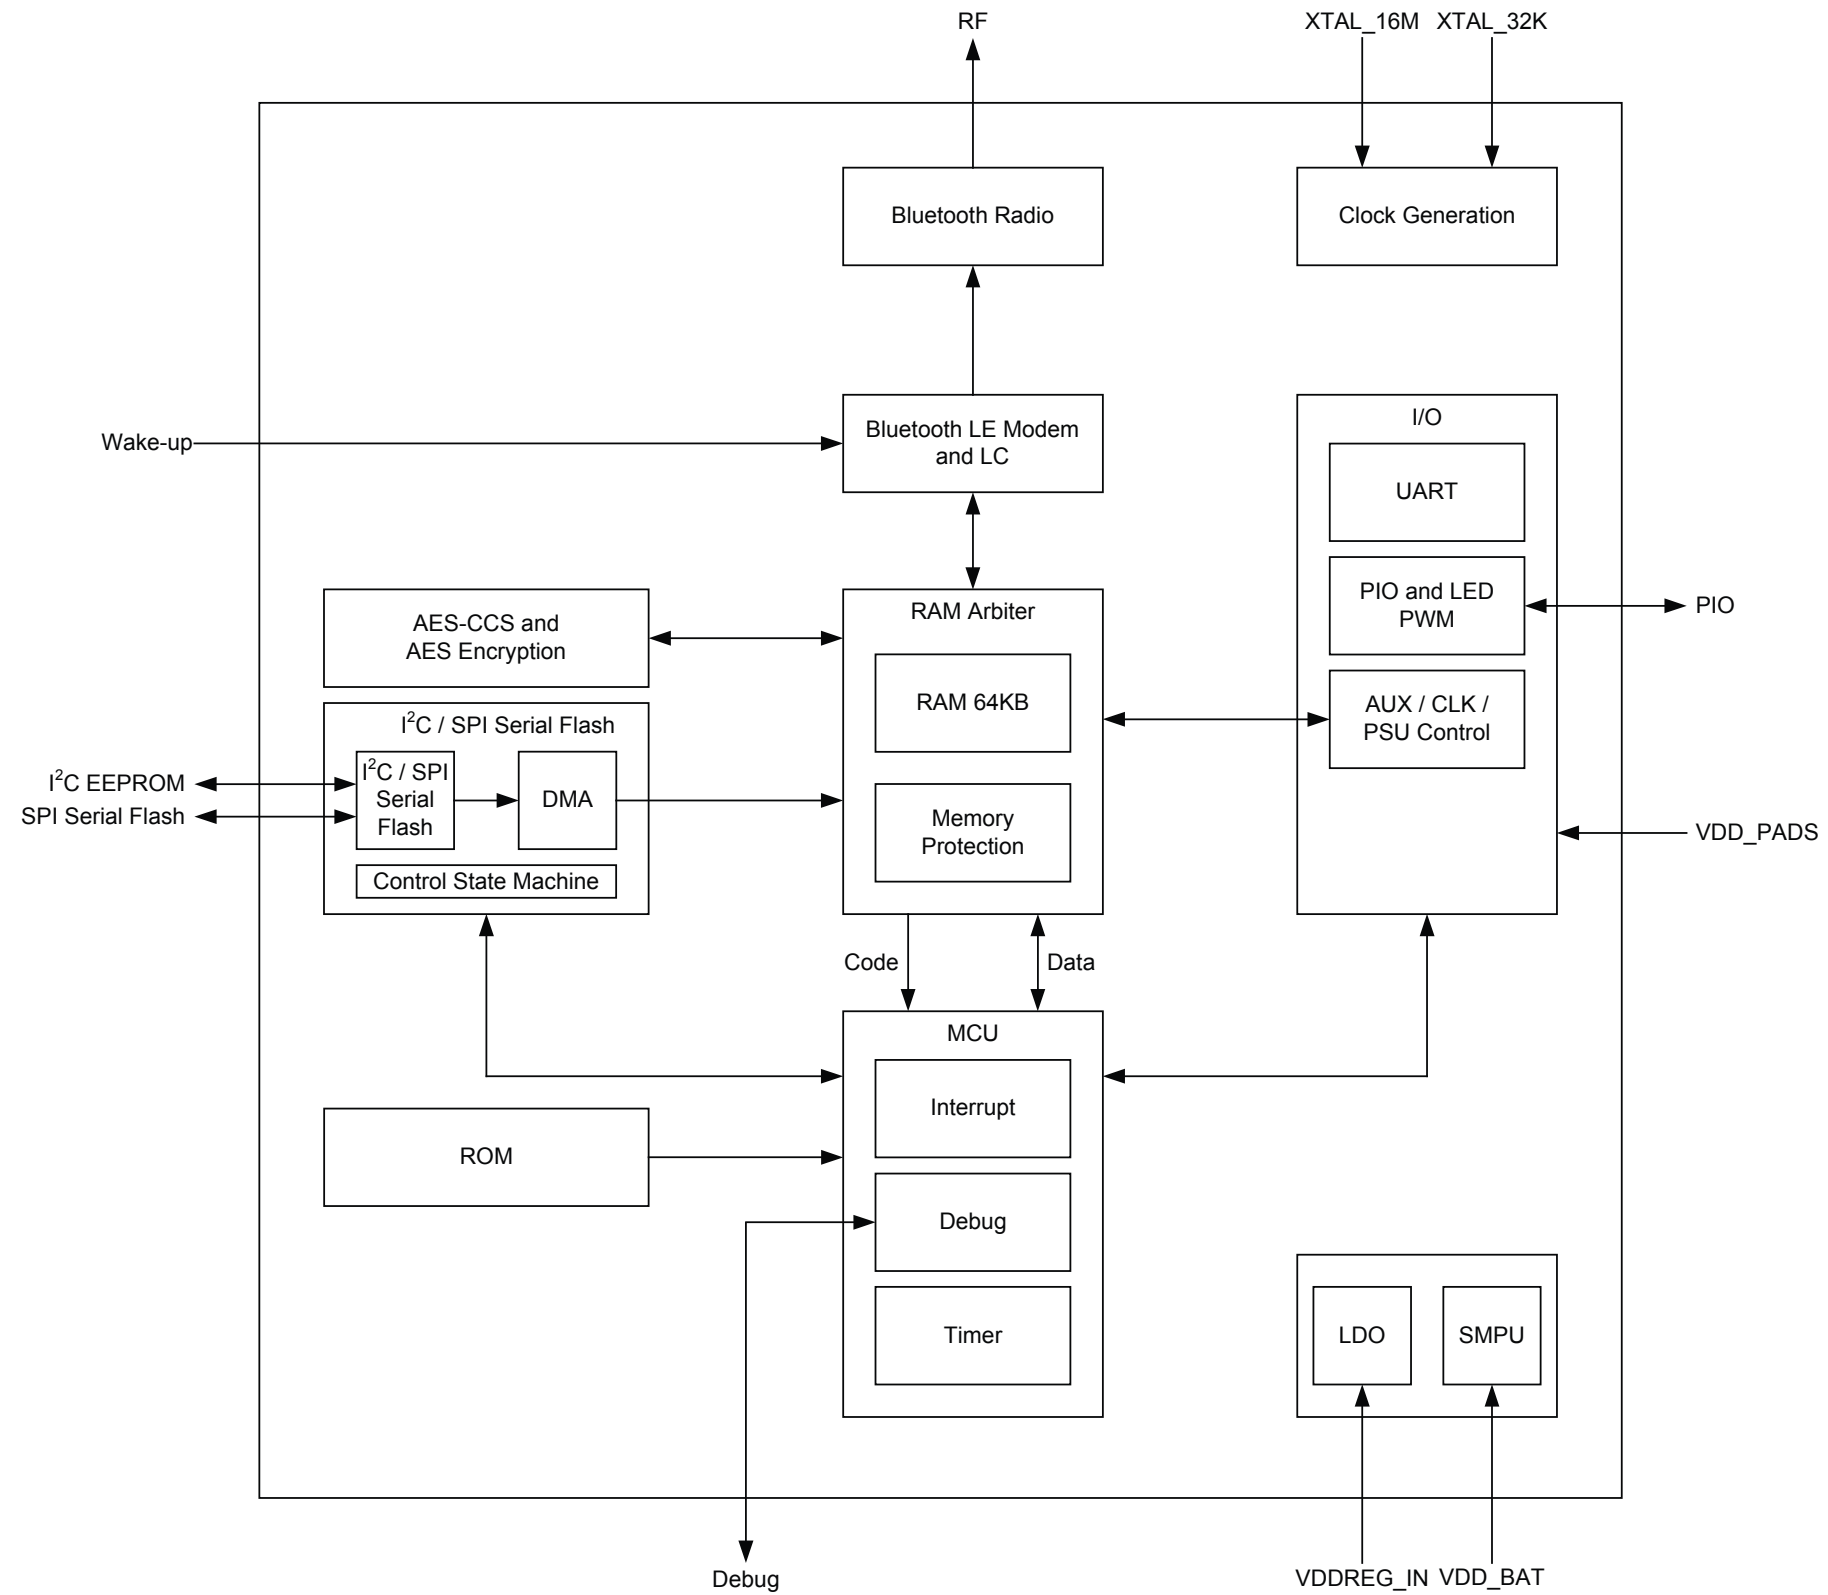 RF
XTAL_16M XTAL_32K
Bluetooth Radio
Clock Generation
Wake-up
Bluetooth LE Modem
and LC
I/O
UART
PIO and LED
PWM
PIO
AUX / CLK /
PSU Control
VDD_PADS
AES-CCS and
AES Encryption
RAM Arbiter
RAM 64KB
Memory
Protection
I²C / SPI Serial Flash
I²C EEPROM
SPI Serial Flash
I²C / SPI
Serial
Flash
DMA
Control State Machine
Code
Data
MCU
Interrupt
ROM
Debug
Timer
LDO
SMPU
Debug
VDDREG_IN VDD_BAT